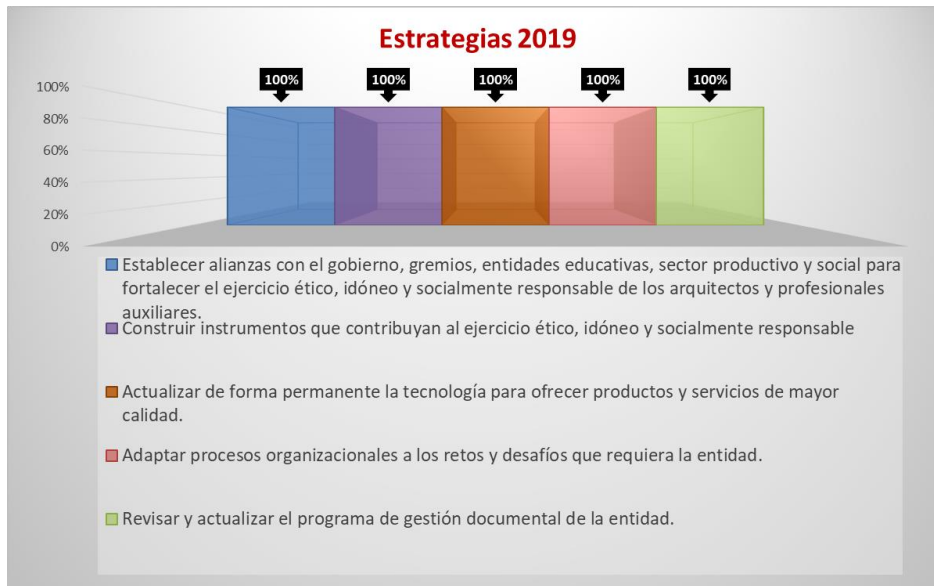 Estrategias 2019
100% 100% 100% 100% 100%
100%
80%
60%
40%
20%
0%
Establecer alianzas con el gobierno, gremios, entidades educativas, sector productivo y social para
fortalecer el ejercicio ético, idóneo y socialmente responsable de los arquitectos y profesionales
auxiliares.
Construir instrumentos que contribuyan al ejercicio ético, idóneo y socialmente responsable
Actualizar de forma permanente la tecnología para ofrecer productos y servicios de mayor
calidad.
Adaptar procesos organizacionales a los retos y desafíos que requiera la entidad.
Revisar y actualizar el programa de gestión documental de la entidad.